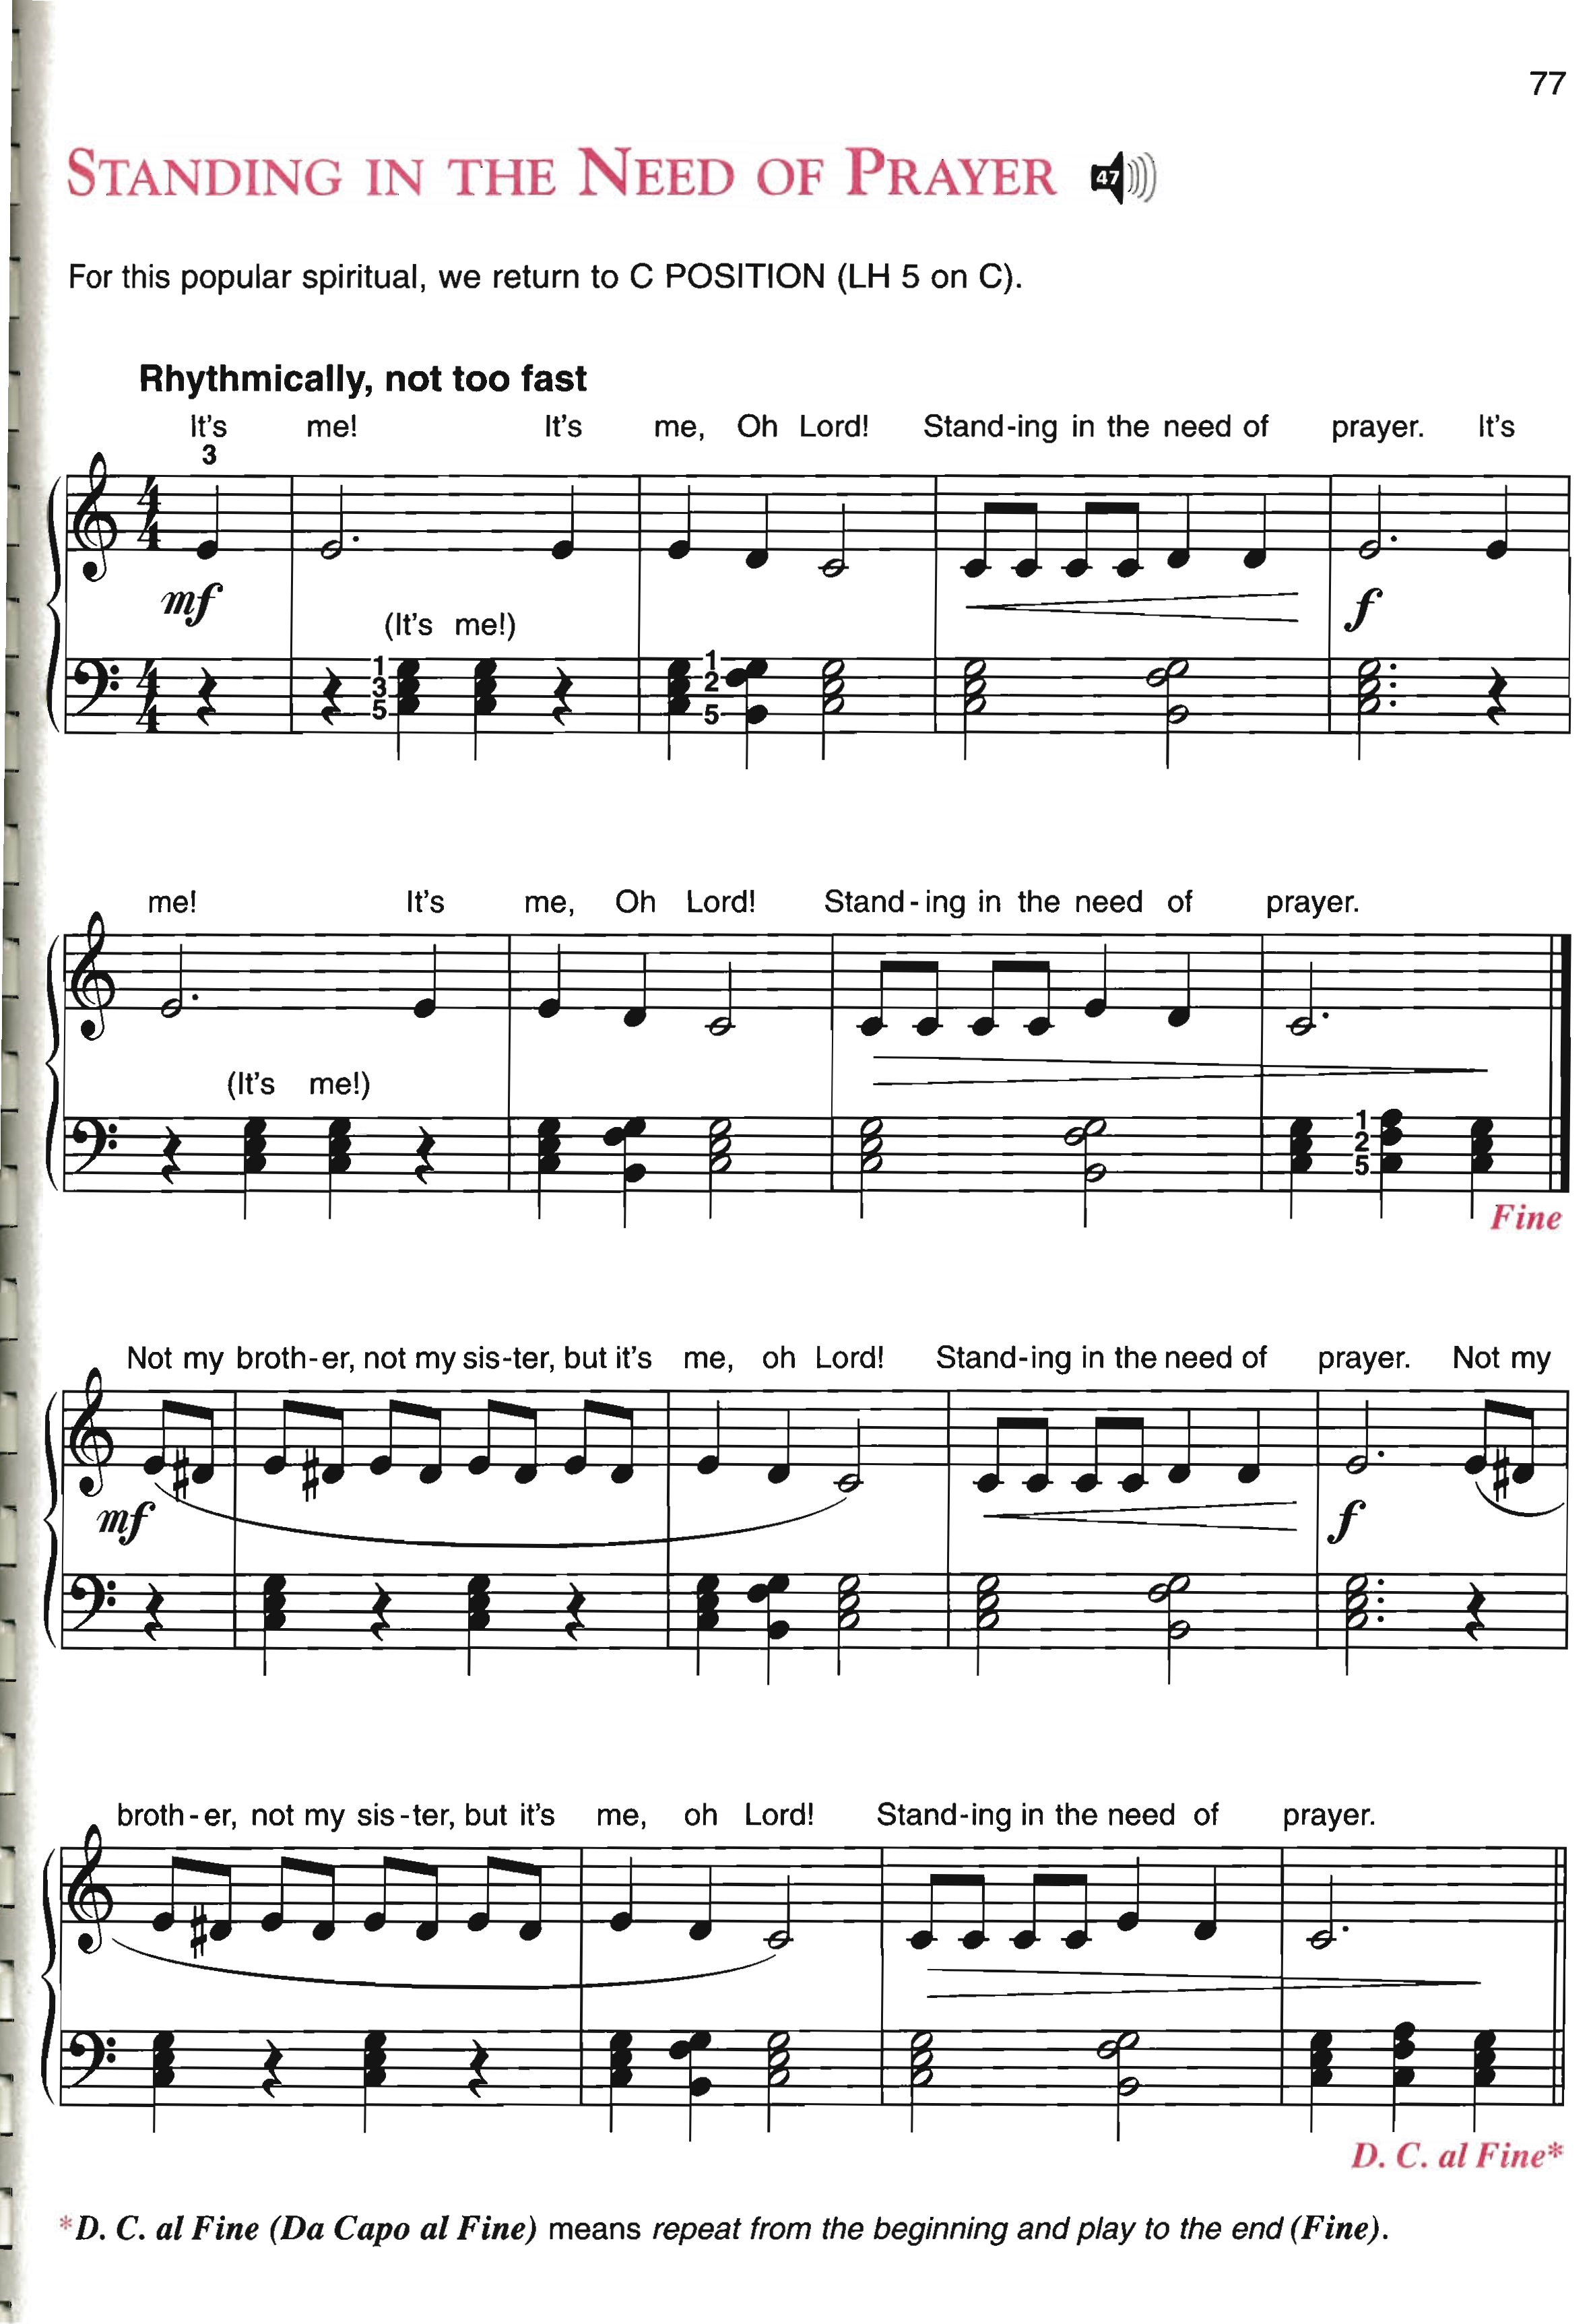 77
STANDING IN THE NEED OF PRAYER 47
For this popular spiritual, we return to C POSITION (LH 5 on C).
Rhythmically, not too fast
It's me! It's me, Oh Lord! Stand-ing in the need of prayer. It's
3
4 4
mf f
(It's me!)
1 1
3 2
5 5
4 4
me! It's me, Oh Lord! Stand-ing in the need of prayer.
(It's me!)
1
2
5
Fine
Not my broth-er, not my sis-ter, but it's me, oh Lord! Stand-ing in the need of prayer. Not my
mf f
broth-er, not my sis-ter, but it's me, oh Lord! Stand-ing in the need of prayer.
D. C. al Fine*
*D. C. al Fine (Da Capo al Fine) means repeat from the beginning and play to the end (Fine).